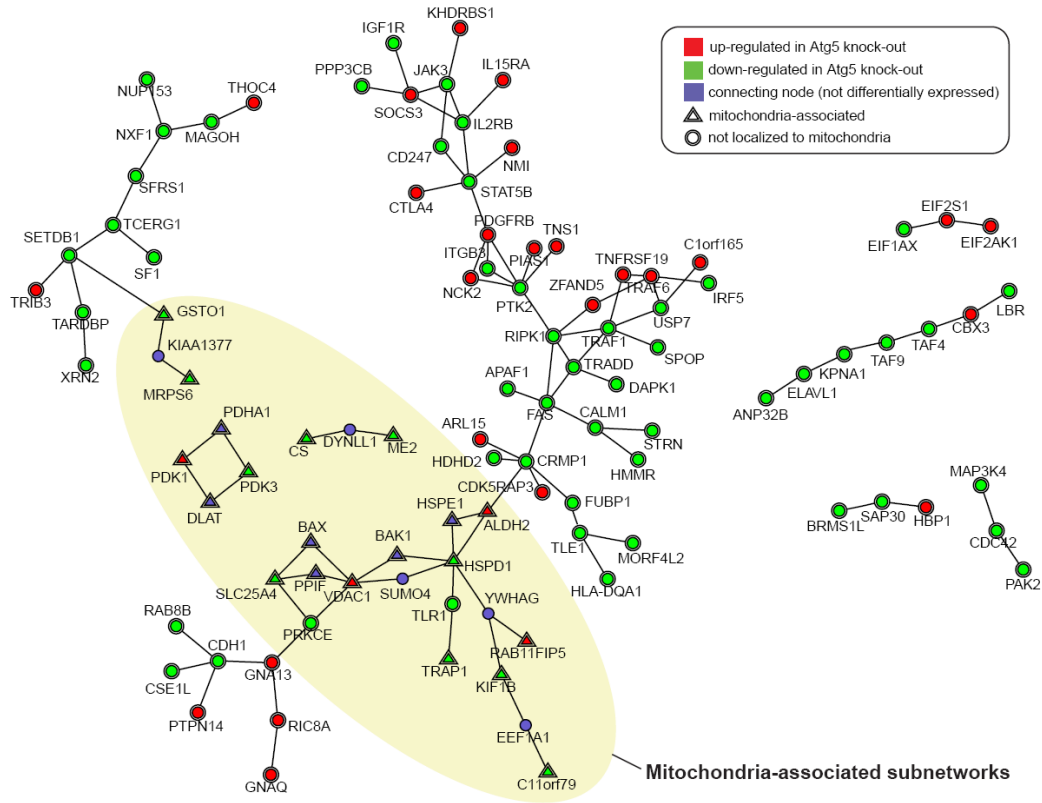 KHDRBS1
IGF1R
PPP3CB
JAK3
IL15RA
SOCS3
IL2RB
CD247
NMI
STAT5B
CTLA4
NUP153
THOC4
NXF1
MAGOH
SFRS1
TCERG1
SETDB1
SF1
TRIB3
TARDBP
XRN2
GSTO1
KIAA1377
MRPS6
up-regulated in Atg5 knock-out
down-regulated in Atg5 knock-out
connecting node (not differentially expressed)
mitochondria-associated
not localized to mitochondria
PDGFRB
TNS1
ITGB3
PIAS1
NCK2
PTK2
C1orf165
TNFRSF19
ZFAND5
TRAF6
IRF5
USP7
RIPK1
TRAF1
SPOP
TRADD
DAPK1
APAF1
FAS
CALM1
STRN
HMMR
ARL15
HDHD2
CRMP1
CDK5RAP3
FUBP1
TLE1
MORF4L2
HLA-DQA1
EIF2S1
EIF1AX
EIF2AK1
LBR
CBX3
TAF4
TAF9
KPNA1
ELAVL1
ANP32B
MAP3K4
SAP30
BRMS1L
HBP1
CDC42
PAK2
PDHA1
PDK1
PDK3
DLAT
CS
DYNLL1
ME2
HSPE1
ALDH2
BAX
BAK1
HSPD1
PPIF
SLC25A4
VDAC1
SUMO4
YWHAG
TLR1
PRKCE
RAB8B
CDH1
GNA13
CSE1L
PTPN14
RIC8A
GNAQ
TRAP1
RAB11FIP5
KIF1B
EEF1A1
C11orf79
Mitochondria-associated subnetworks